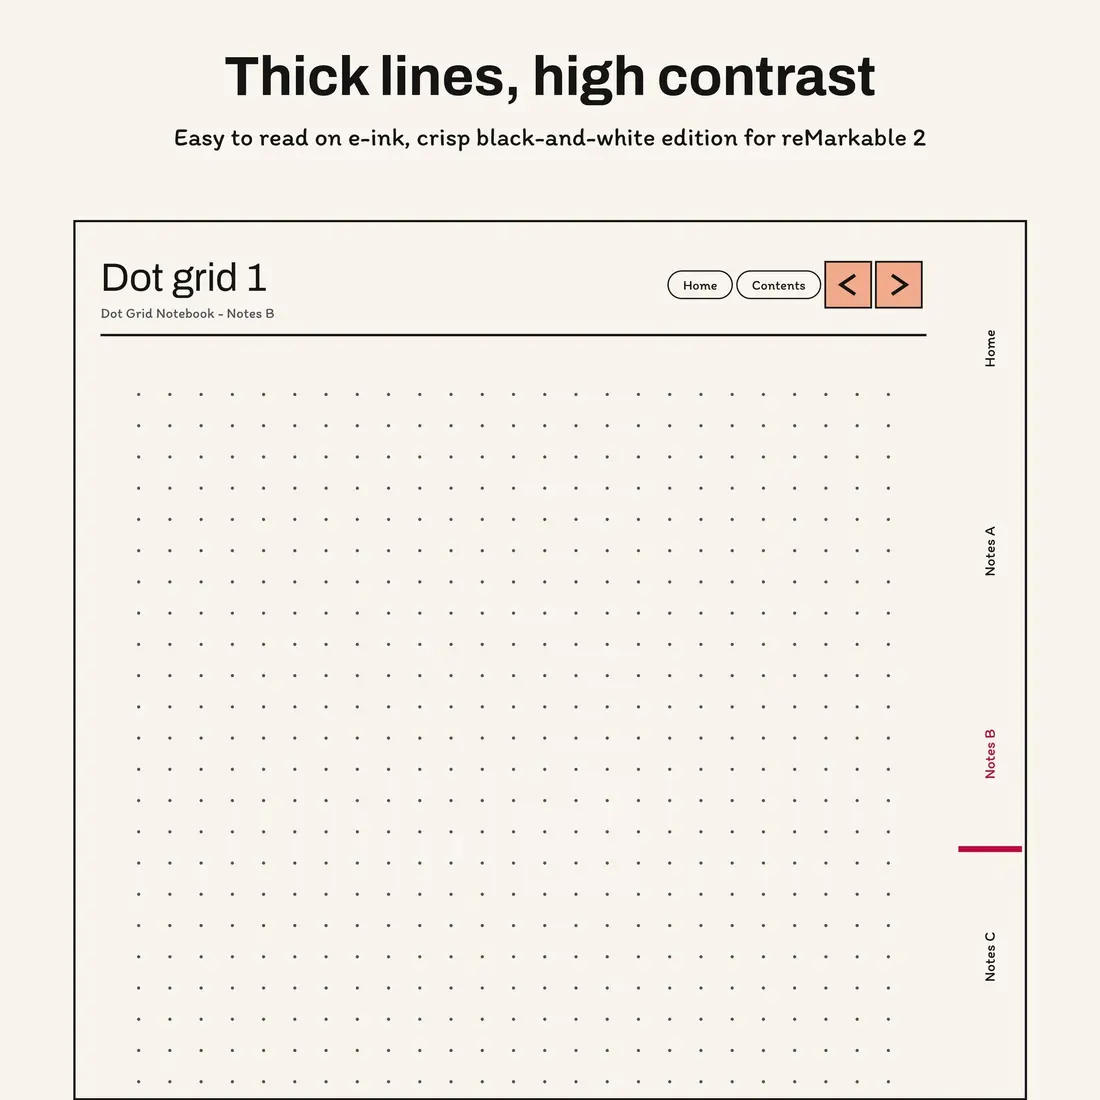 Thick lines, high contrast
Easy to read on e-ink, crisp black-and-white edition for reMarkable 2
Dot grid 1
Dot Grid Notebook - Notes B
Home
Contents
<
>
Home
Notes A
Notes B
Notes C